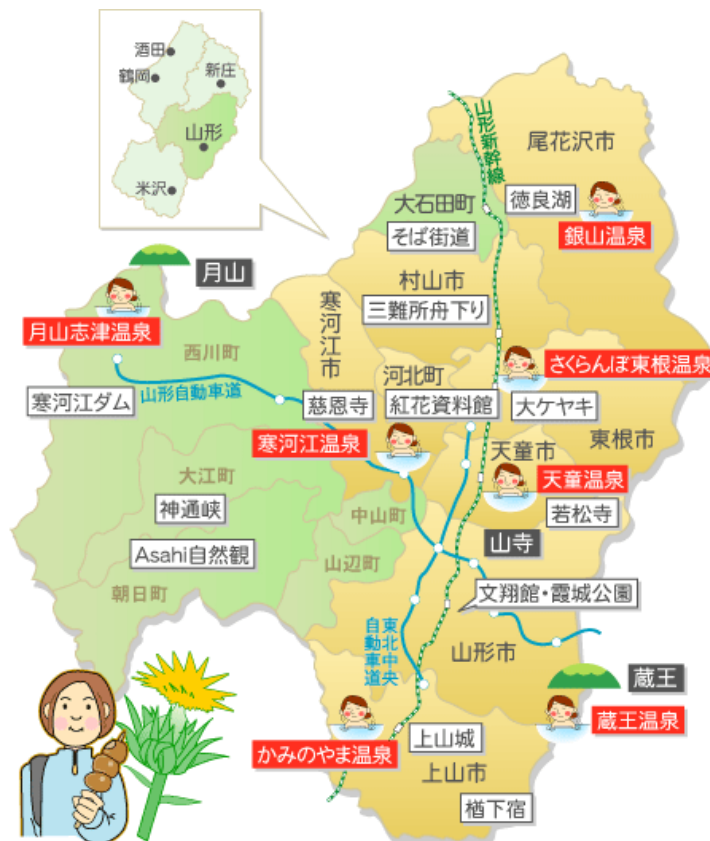 酒田
鶴岡
新庄
山形
米沢
山形新幹線
尾花沢市
大石田町
徳良湖
そば街道
銀山温泉
月山
村山市
三難所舟下り
寒河江市
月山志津温泉
西川町
さくらんぼ東根温泉
河北町
寒河江ダム
山形自動車道
慈恩寺
紅花資料館
大ケヤキ
寒河江温泉
天童市
東根市
大江町
天童温泉
神通峡
中山町
若松寺
山寺
Asahi自然観
山辺町
朝日町
文翔館・霞城公園
東北中央
自動車道
山形市
蔵王
蔵王温泉
かみのやま温泉
上山城
上山市
楢下宿